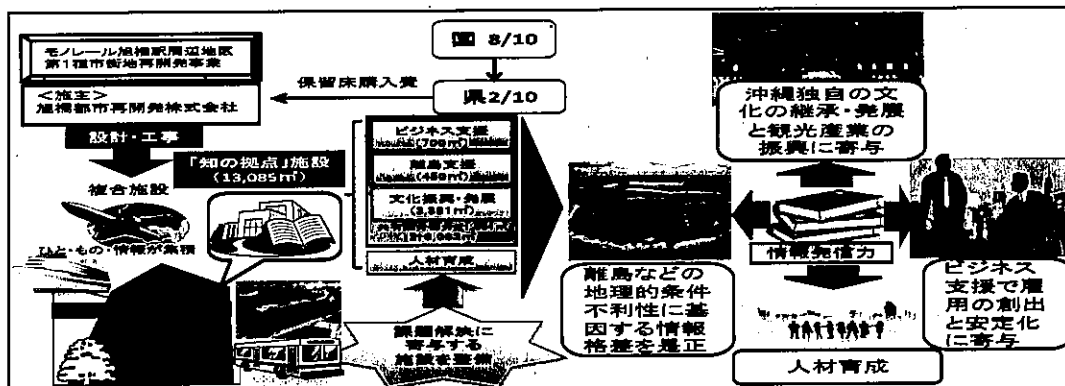 モノレール旭橋駅周辺地区
第1種市街地再開発事業
<施主>
旭橋都市再開発株式会社
設計・工事
国 8/10
県2/10
保留床購入費
「知の拠点」施設
(13,085㎡)
複合施設
ひと・もの・情報が集積
ビジネス支援
(700㎡)
離島支援
(450㎡)
文化振興・発展
人材育成
課題解決に
寄与する
施設を整備
離島などの
地理的条件
不利性に基
因する情報
格差を是正
沖縄独自の文
化の継承・発展
と観光産業の
振興に寄与
情報発信力
ビジネス
支援で雇
用の創出
と安定化
に寄与
人材育成